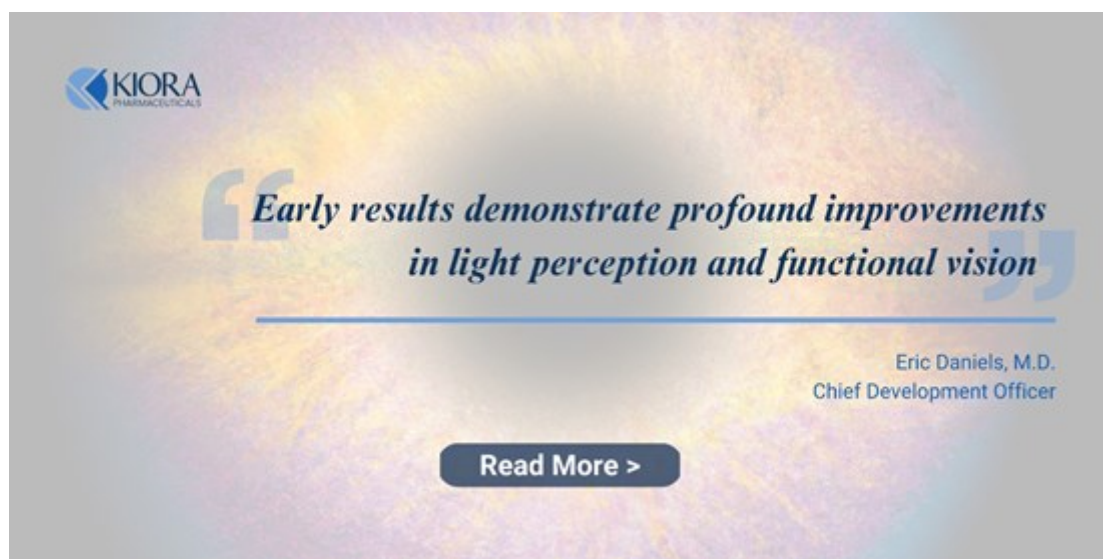 KIORA
PHARMACEUTICALS
“Early results demonstrate profound improvements
in light perception and functional vision”
Eric Daniels, M.D.
Chief Development Officer
Read More >